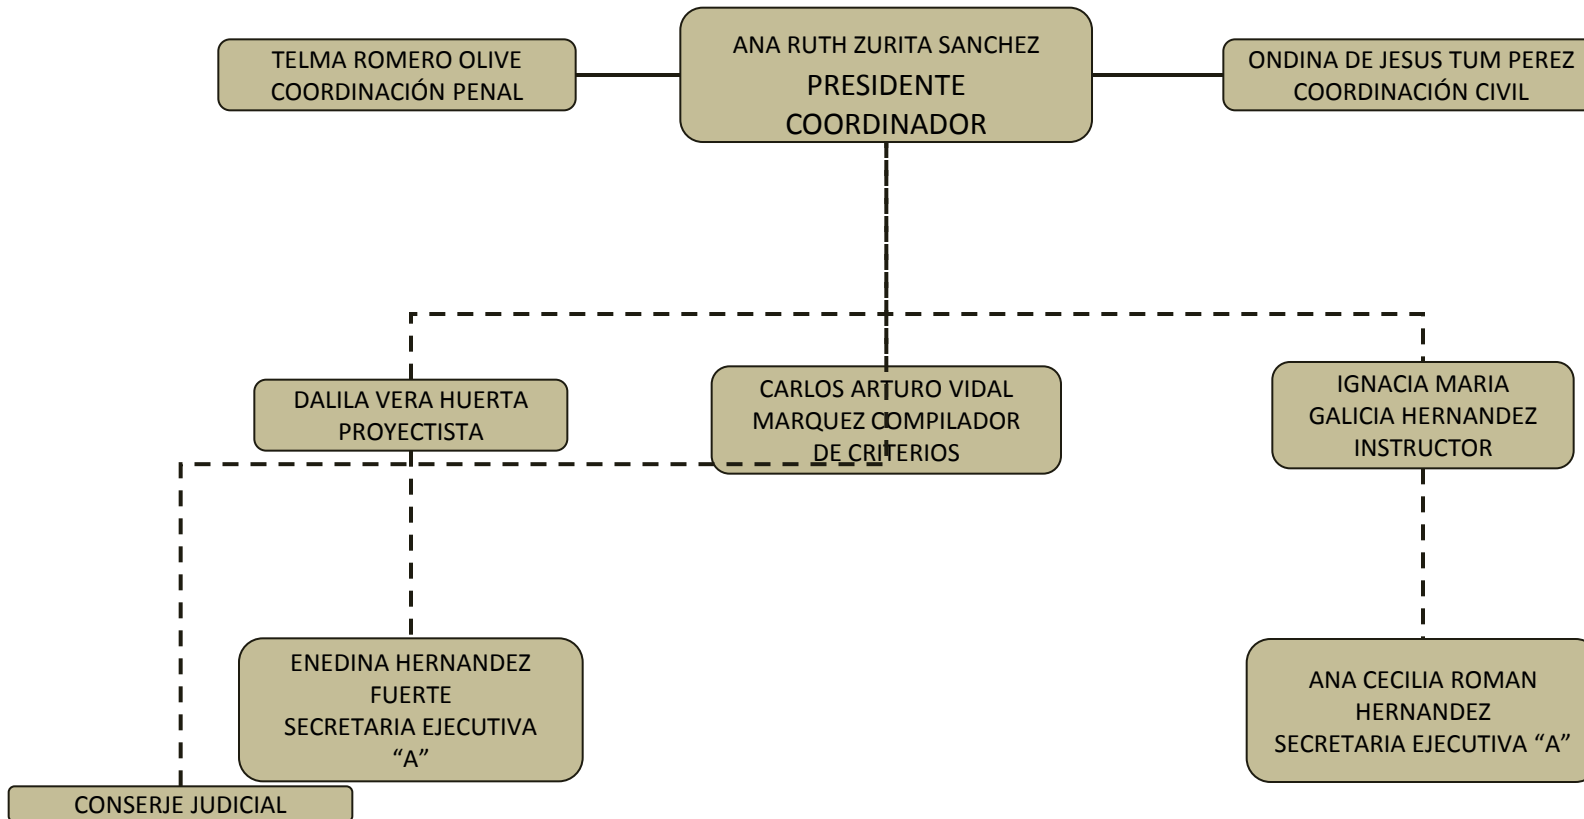 TELMA ROMERO OLIVE
COORDINACIÓN PENAL
ANA RUTH ZURITA SANCHEZ
PRESIDENTE
COORDINADOR
ONDINA DE JESUS TUM PEREZ
COORDINACIÓN CIVIL
DALILA VERA HUERTA
PROYECTISTA
CARLOS ARTURO VIDAL
MARQUEZ COMPILADOR
DE CRITERIOS
IGNACIA MARIA
GALICIA HERNANDEZ
INSTRUCTOR
ENEDINA HERNANDEZ
FUERTE
SECRETARIA EJECUTIVA
“A”
ANA CECILIA ROMAN
HERNANDEZ
SECRETARIA EJECUTIVA “A”
CONSERJE JUDICIAL